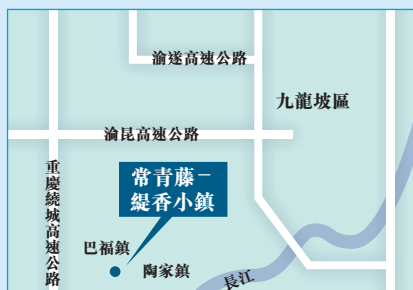 渝遂高速公路
九龍坡區
渝昆高速公路
重慶繞城高速公路
常青藤－
緹香小鎮
巴福鎮
陶家鎮
長江